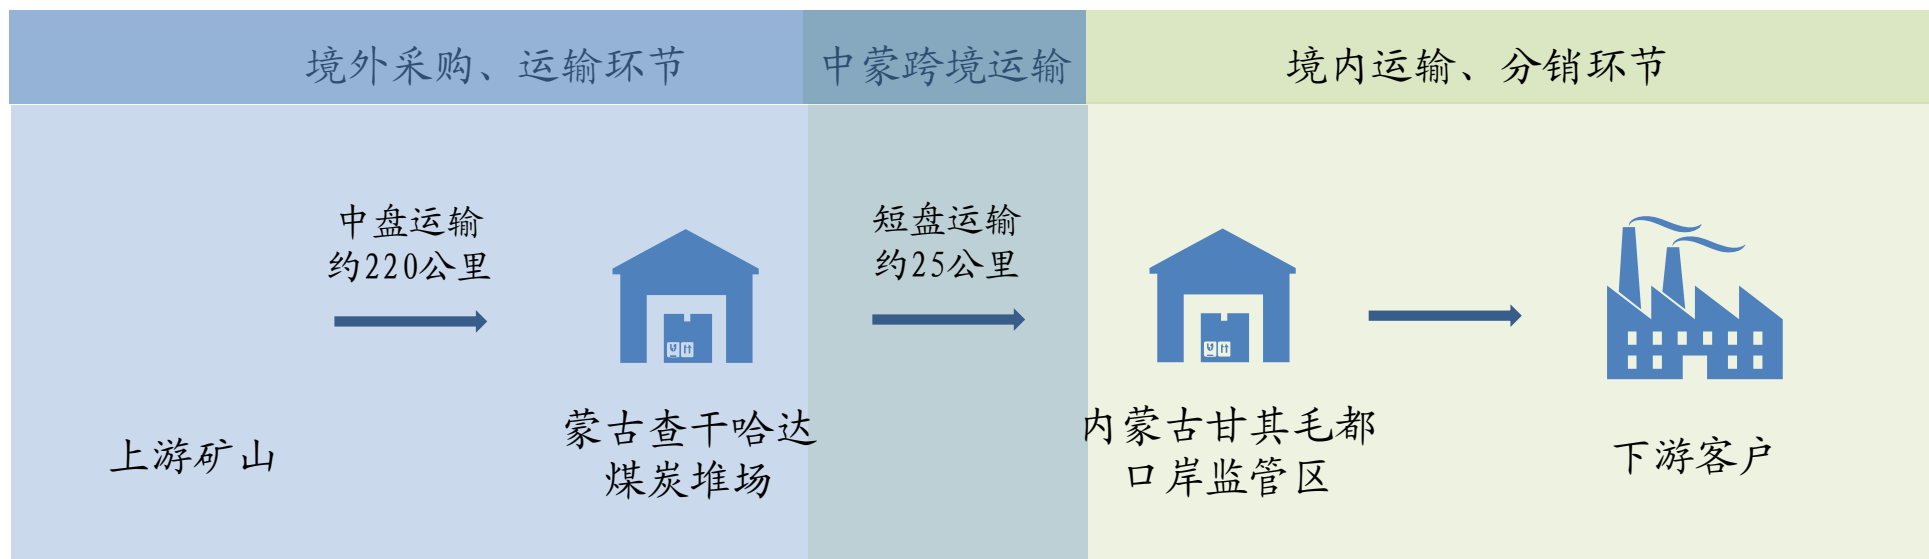 境外采购、运输环节
中蒙跨境运输
境内运输、分销环节
中盘运输
约220公里
短盘运输
约25公里
上游矿山
蒙古查干哈达
煤炭堆场
内蒙古甘其毛都
口岸监管区
下游客户